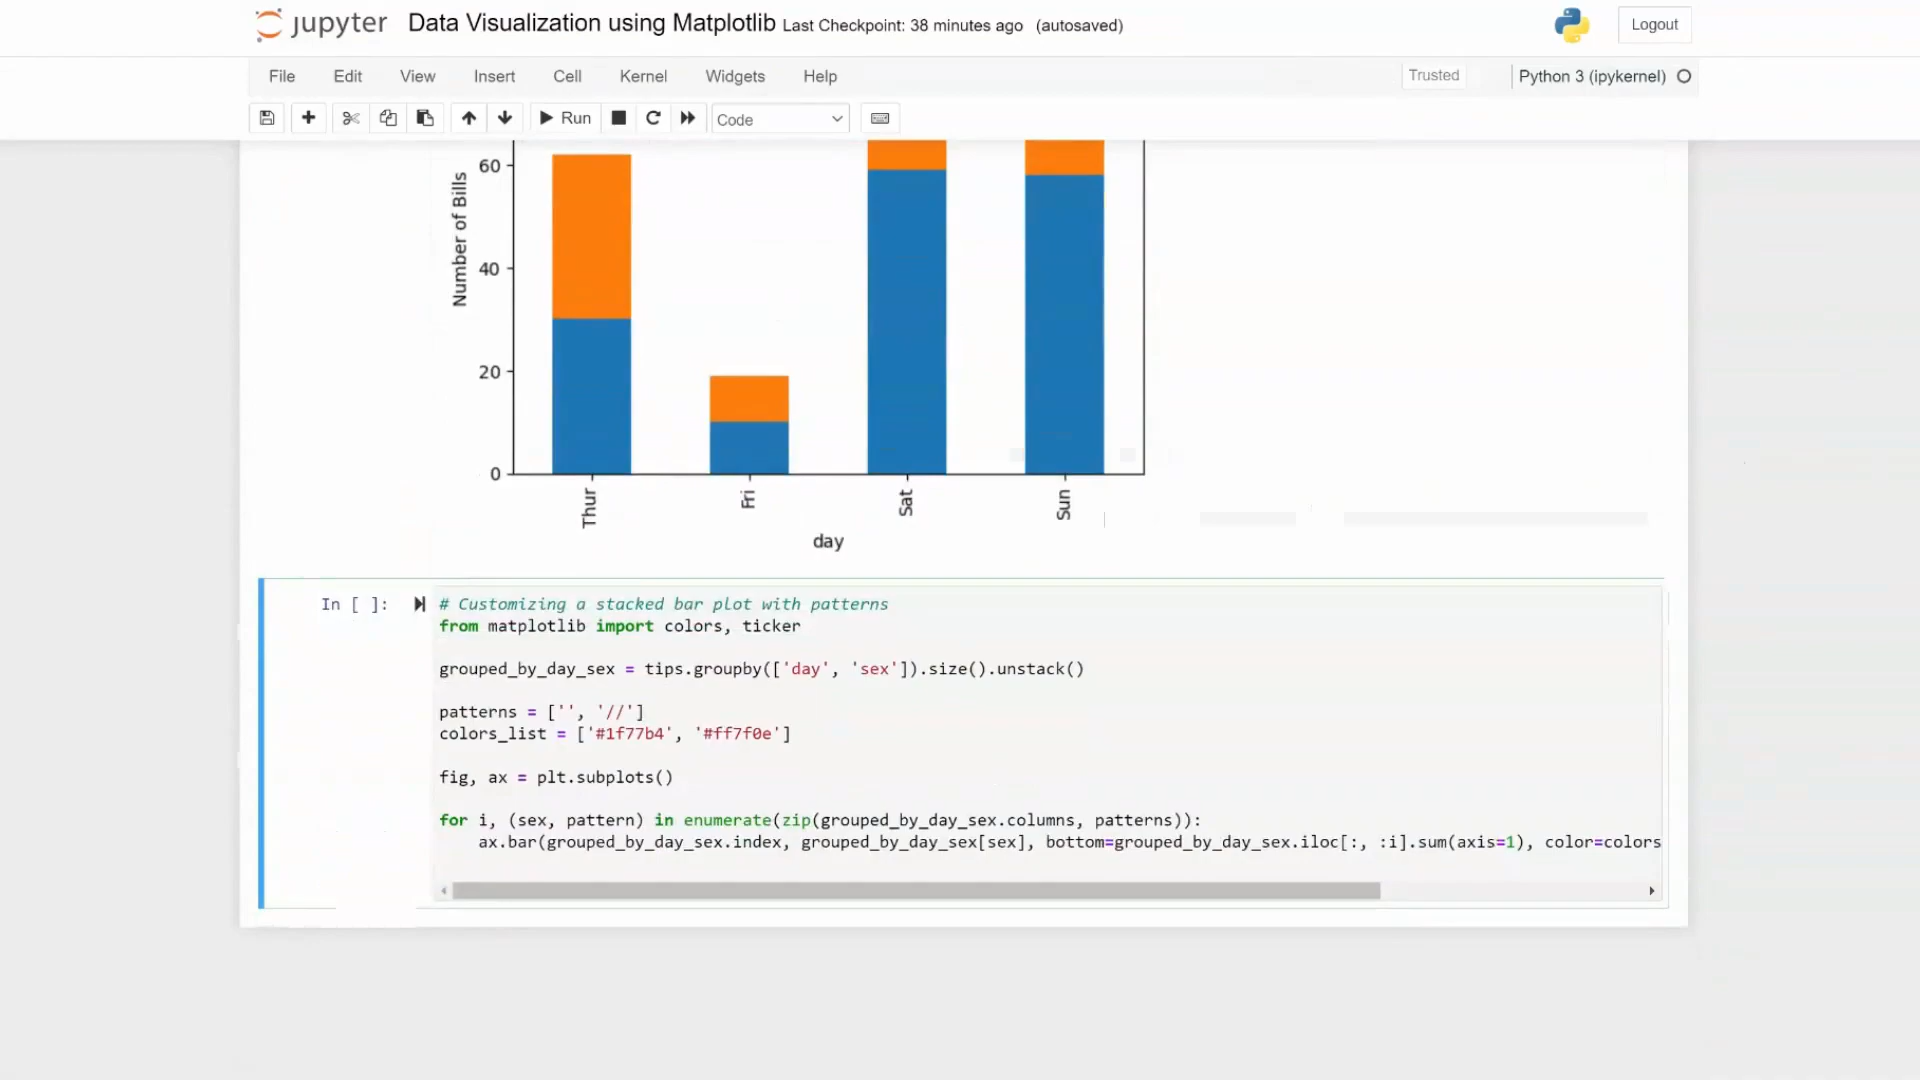 jupyter Data Visualization using Matplotlib Last Checkpoint: 38 minutes ago (autosaved) Logout
File Edit View Insert Cell Kernel Widgets Help Trusted Python 3 (ipykernel)
Run Code
Number of Bills
60
40
20
0
Thur Fri Sat Sun
day
In [ ]: # Customizing a stacked bar plot with patterns
from matplotlib import colors, ticker
grouped_by_day_sex = tips.groupby(['day', 'sex']).size().unstack()
patterns = ['', '//']
colors_list = ['#1f77b4', '#ff7f0e']
fig, ax = plt.subplots()
for i, (sex, pattern) in enumerate(zip(grouped_by_day_sex.columns, patterns)):
ax.bar(grouped_by_day_sex.index, grouped_by_day_sex[sex], bottom=grouped_by_day_sex.iloc[:, :i].sum(axis=1), color=colors